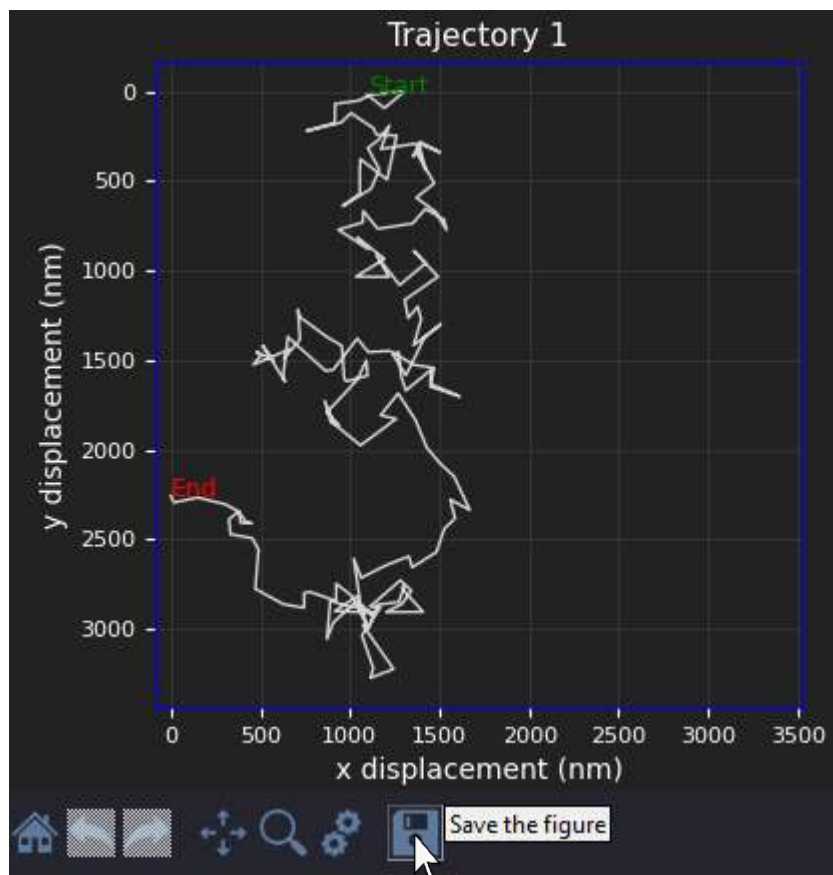 Trajectory 1
Start
0
500
1000
1500
2000
2500
3000
y displacement (nm)
End
0 500 1000 1500 2000 2500 3000 3500
x displacement (nm)
Save the figure